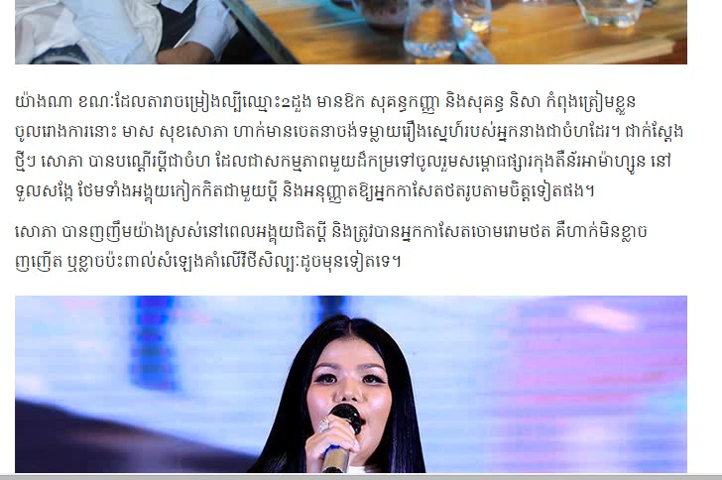 យ៉ាងណា ខណៈដែលតារាចម្រៀងល្បីឈ្មោះ2ដួង មានឱក សុគន្ធកញ្ញា និងសុគន្ធ និសា កំពុងត្រៀមខ្លួន
ចូលរោងការនោះ មាស សុខសោភា ហាក់មានចេតនាចង់ទម្លាយរឿងស្នេហ៍របស់អ្នកនាងជាចំហដែរ។ ជាក់ស្ដែង
ថ្មីៗ សោភា បានបណ្ដើរប្ដីជាចំហ ដែលជាសកម្មភាពមួយដ៏កម្រទៅចូលរួមសម្ពោធផ្សារកុងតឺន័រអាម៉ាហ្សូន នៅ
ទួលសង្កែ ថែមទាំងអង្គុយកៀកកិតជាមួយប្ដី និងអនុញ្ញាតឱ្យអ្នកកាសែតថតរូបតាមចិត្តទៀតផង។
សោភា បានញញឹមយ៉ាងស្រស់នៅពេលអង្គុយជិតប្ដី និងត្រូវបានអ្នកកាសែតចោមរោមថត គឺហាក់មិនខ្លាច
ញញើត ឬខ្លាចប៉ះពាល់សំឡេងគាំលើវិថីសិល្បៈដូចមុនទៀតទេ។